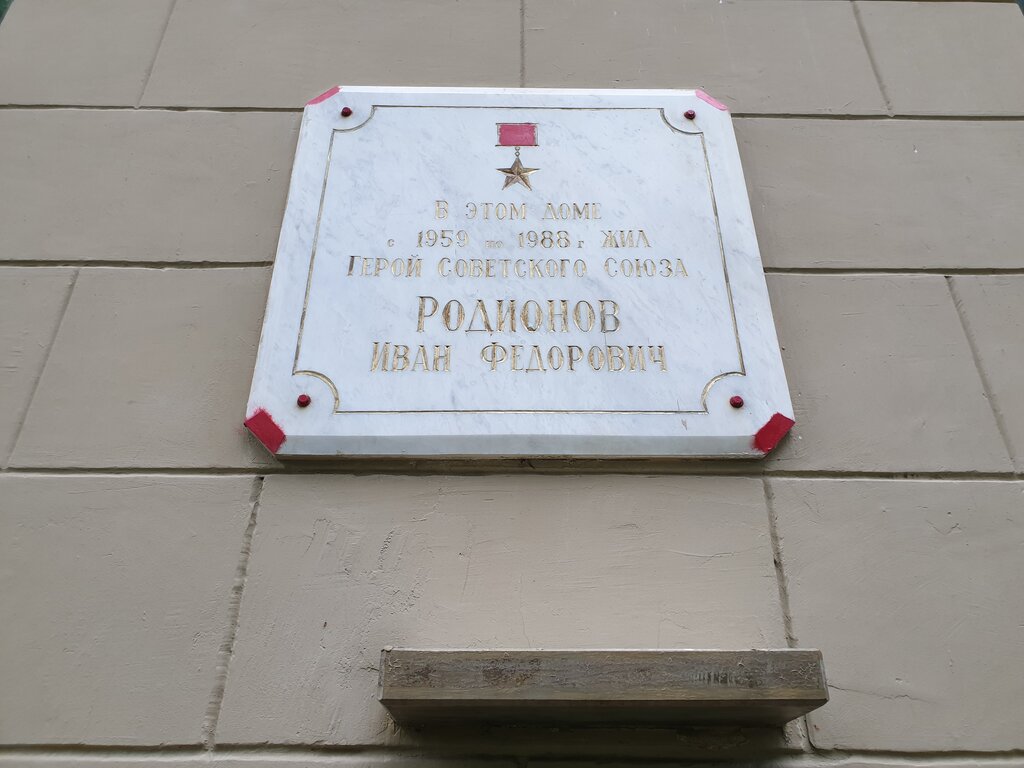 В ЭТОМ ДОМЕ
с 1959 по 1988 г ЖИЛ
ГЕРОЙ СОВЕТСКОГО СОЮЗА
РОДИОНОВ
ИВАН ФЕДОРОВИЧ